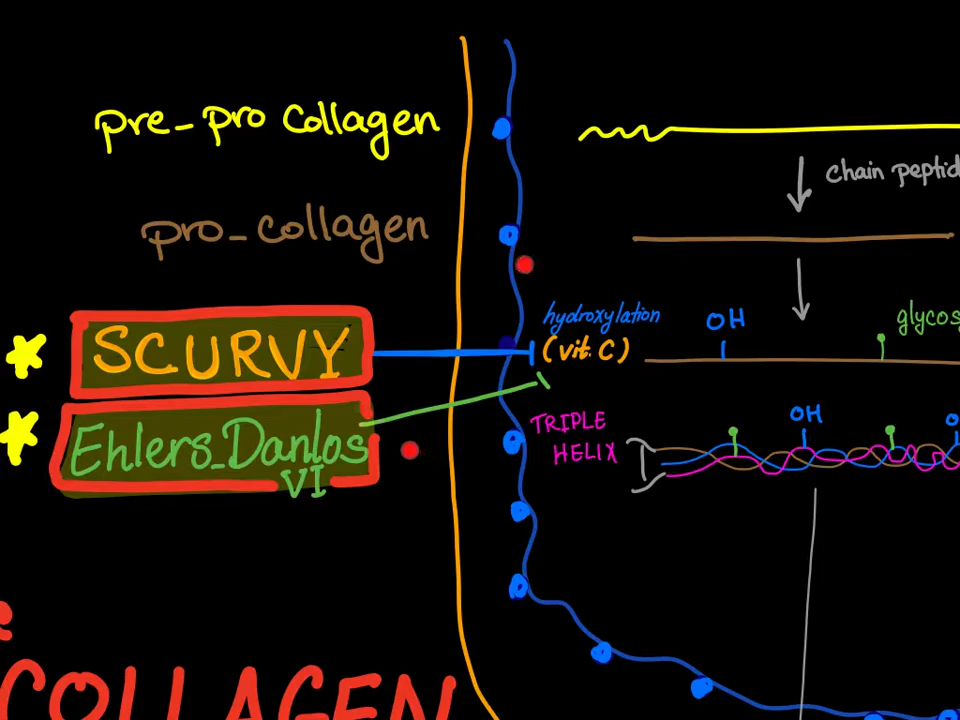 pre-pro collagen
chain peptid
pro-collagen
hydroxylation
(vit. C)
OH
glycos
SCURVY
Ehlers-Danlos
VI
TRIPLE
HELIX
OH
COLLAGEN